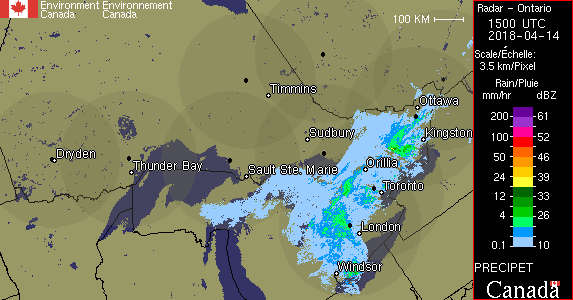 Environment Environnement
Canada Canada
100 KM
Timmins
Ottawa
Sudbury
Kingston
Dryden
Thunder Bay
Sault Ste. Marie
Orillia
Toronto
London
Windsor
Radar - Ontario
1500 UTC
2018-04-14
Scale/Échelle:
3.5 km/Pixel
Rain/Pluie
mm/hr dBZ
200 61
100 52
50 46
24 39
12 33
4 26
0.1 10
PRECIPET
Canada